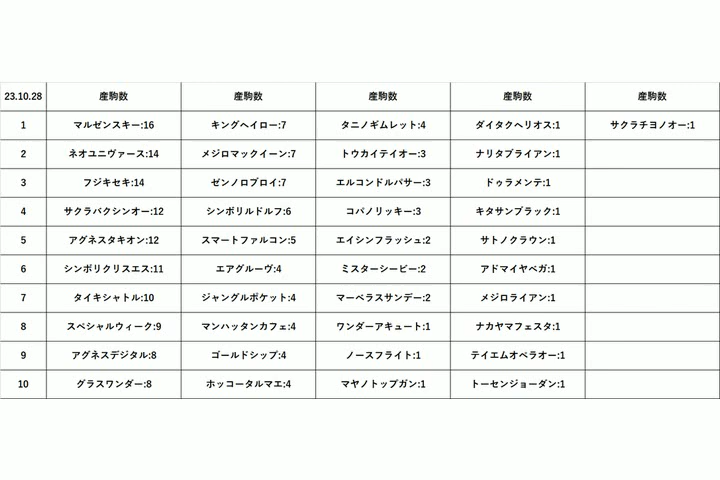 23.10.28 産駒数 産駒数 産駒数 産駒数 産駒数
1 マルゼンスキー:16 キングヘイロー:7 タニノギムレット:4 ダイタクヘリオス:1 サクラチヨノオー:1
2 ネオユニヴァース:14 メジロマックイーン:7 トウカイテイオー:3 ナリタブライアン:1
3 フジキセキ:14 ゼンノロブロイ:7 エルコンドルパサー:3 ドゥラメンテ:1
4 サクラバクシンオー:12 シンボリルドルフ:6 コパノリッキー:3 キタサンブラック:1
5 アグネスタキオン:12 スマートファルコン:5 エイシンフラッシュ:2 サトノクラウン:1
6 シンボリクリスエス:11 エアグルーヴ:4 ミスターシービー:2 アドマイヤベガ:1
7 タイキシャトル:10 ジャングルポケット:4 マーベラスサンデー:2 メジロライアン:1
8 スペシャルウィーク:9 マンハッタンカフェ:4 ワンダーアキュート:1 ナカヤマフェスタ:1
9 アグネスデジタル:8 ゴールドシップ:4 ノースフライト:1 テイエムオペラオー:1
10 グラスワンダー:8 ホッコータルマエ:4 マヤノトップガン:1 トーセンジョーダン:1